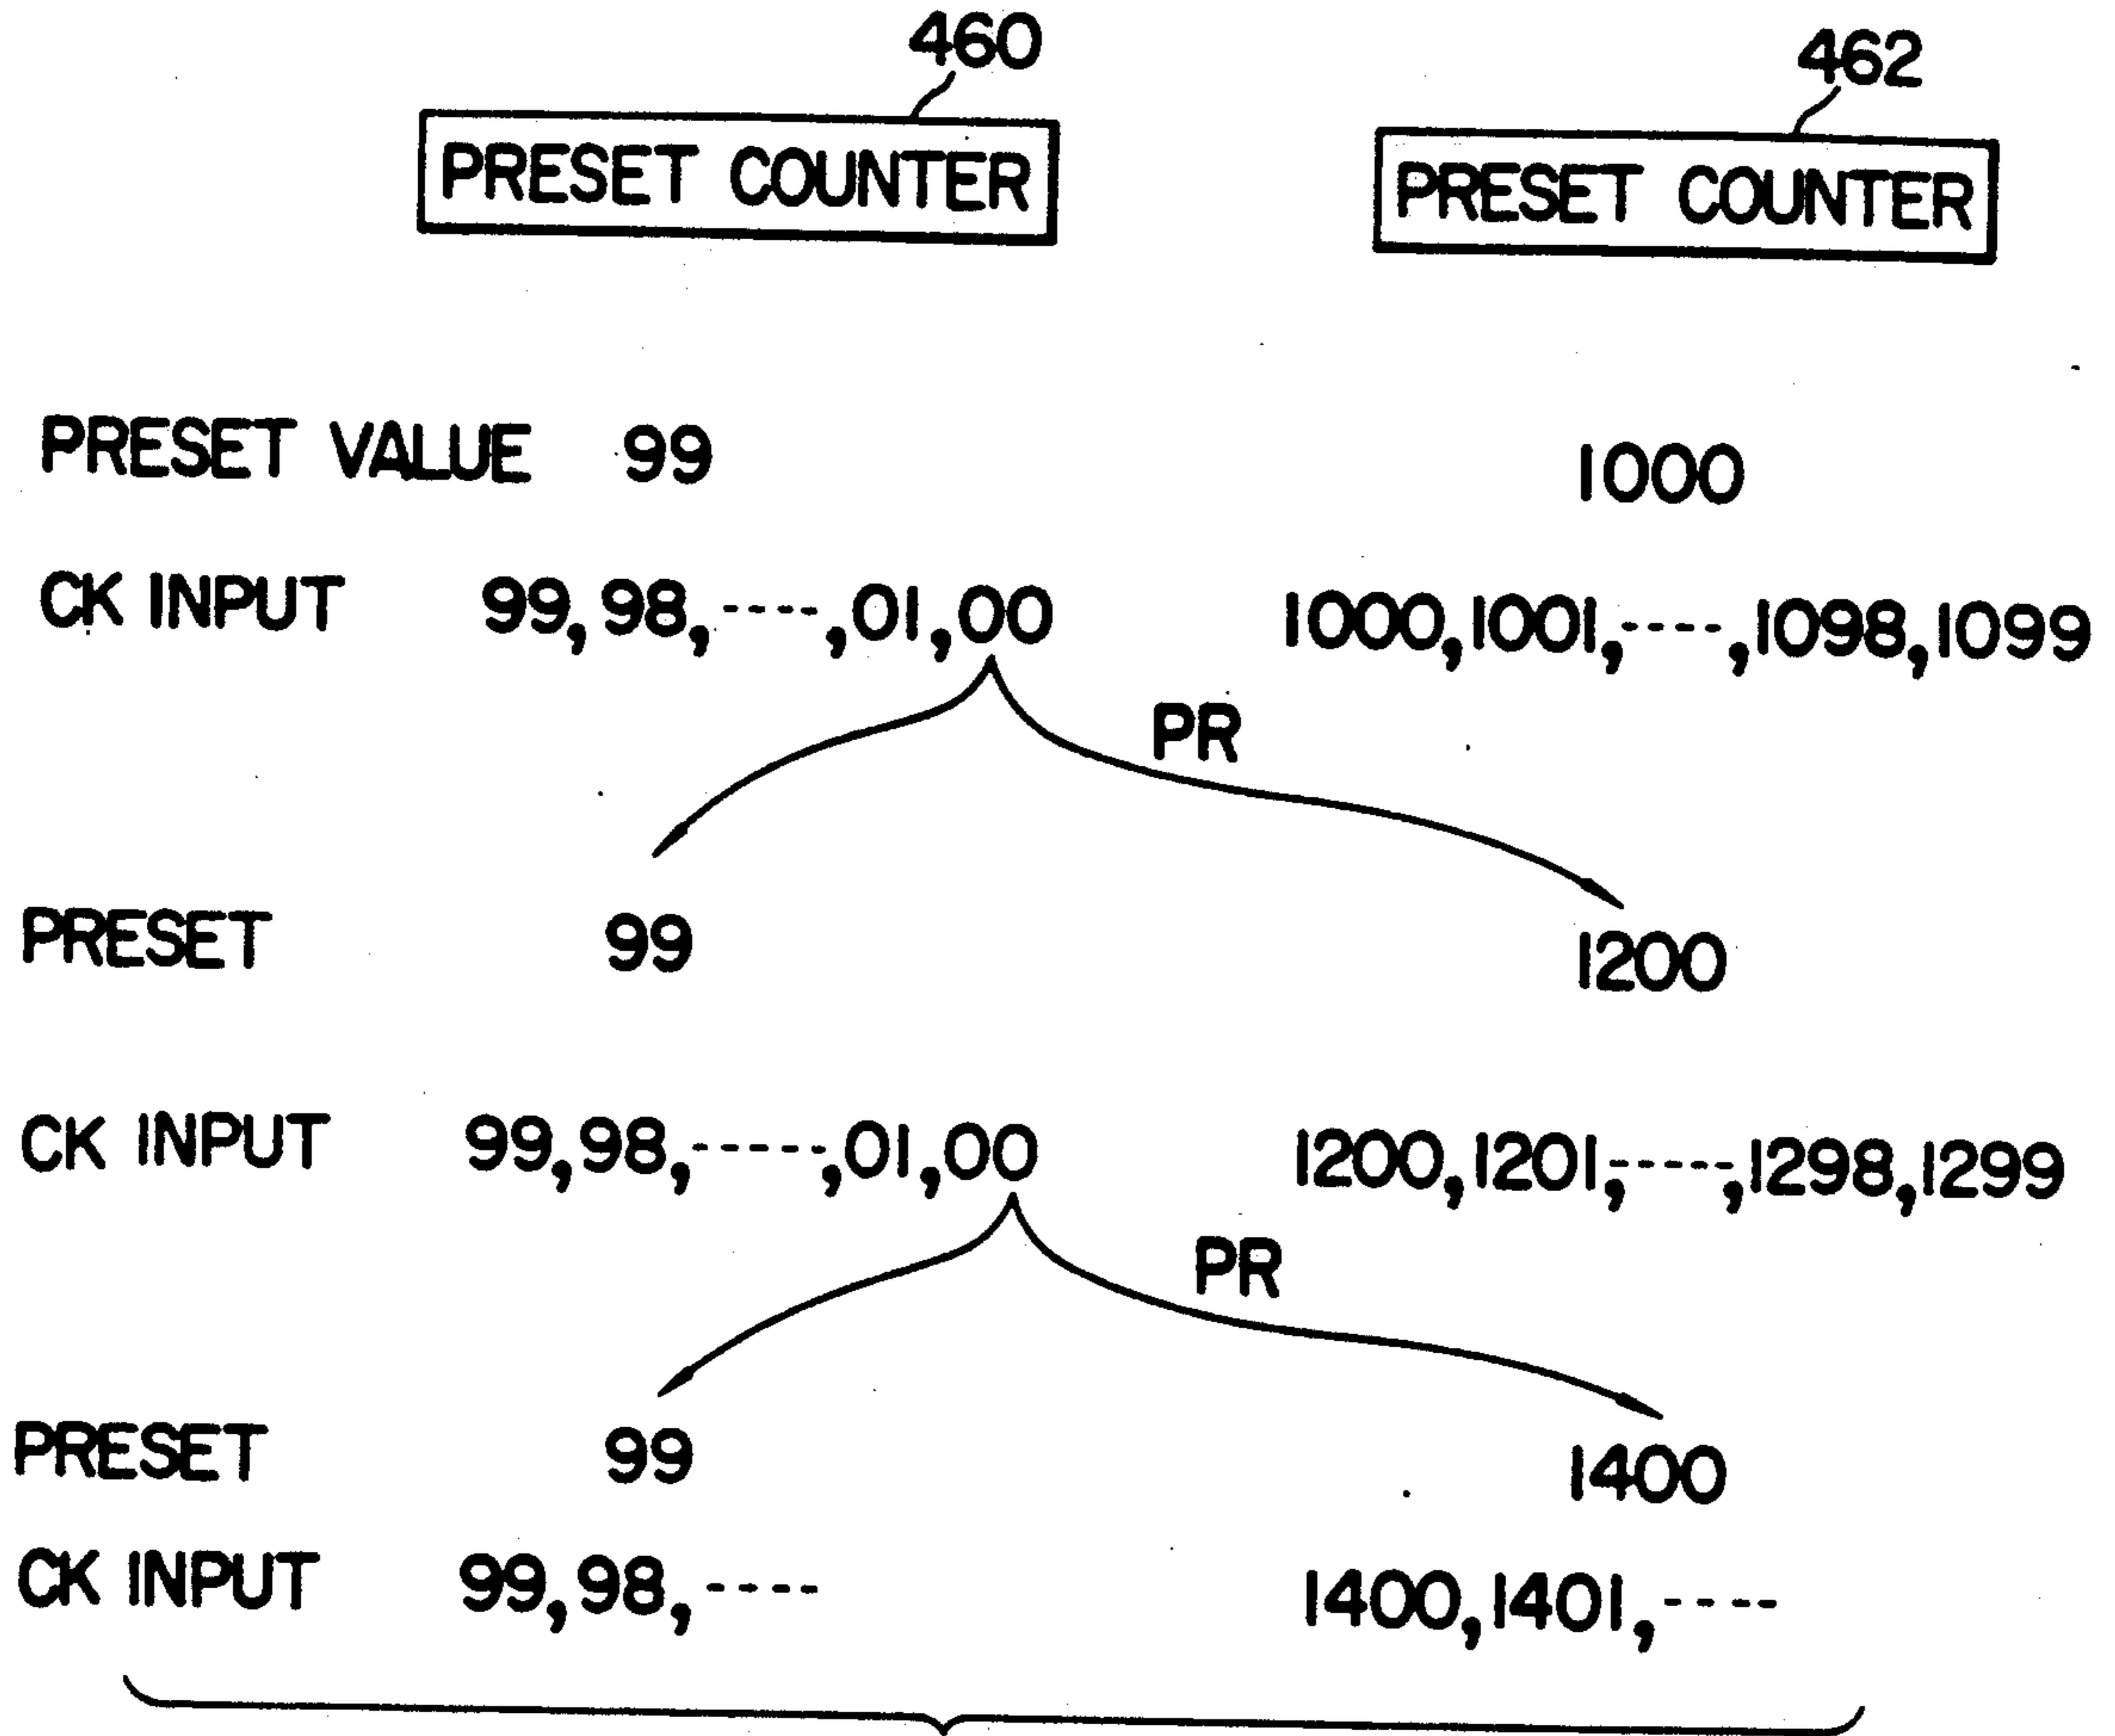 460
462
PRESET COUNTER
PRESET COUNTER
PRESET VALUE 99 1000
CK INPUT 99,98,----,01,00 1000,1001,----,1098,1099
PR
PRESET 99 1200
CK INPUT 99,98,-----,01,00 1200,1201,----,1298,1299
PR
PRESET 99 1400
CK INPUT 99,98,---- 1400,1401,----